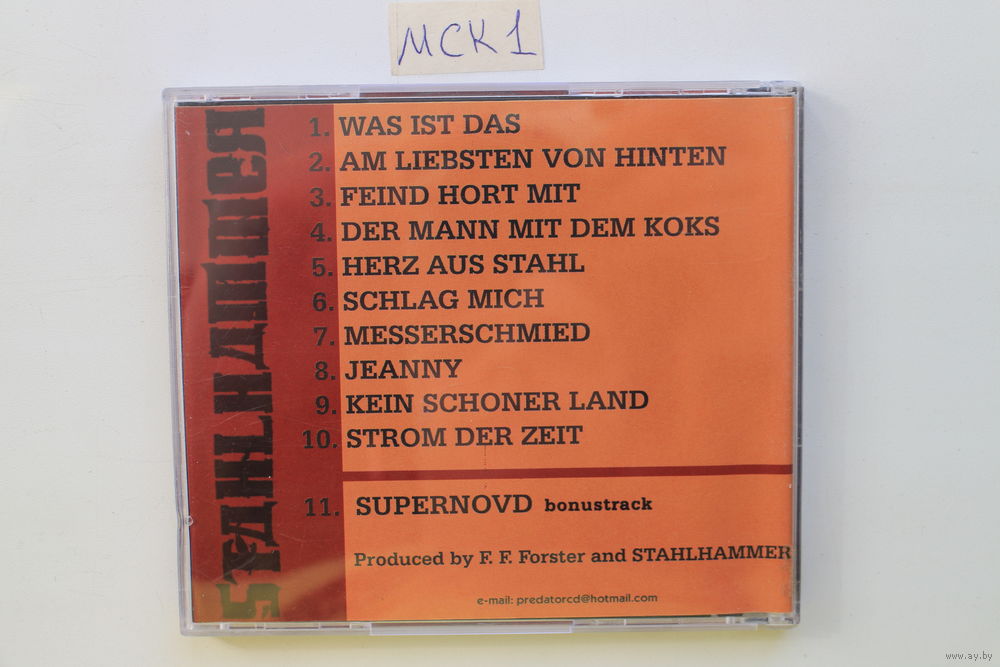 МСК 1
STAHLHAMMER
1. WAS IST DAS
2. AM LIEBSTEN VON HINTEN
3. FEIND HORT MIT
4. DER MANN MIT DEM KOKS
5. HERZ AUS STAHL
6. SCHLAG MICH
7. MESSERSCHMIED
8. JEANNY
9. KEIN SCHONER LAND
10. STROM DER ZEIT
11. SUPERNOVD bonustrack
Produced by F. F. Forster and STAHLHAMMER
e-mail: predatorcd@hotmail.com
www.ay.by